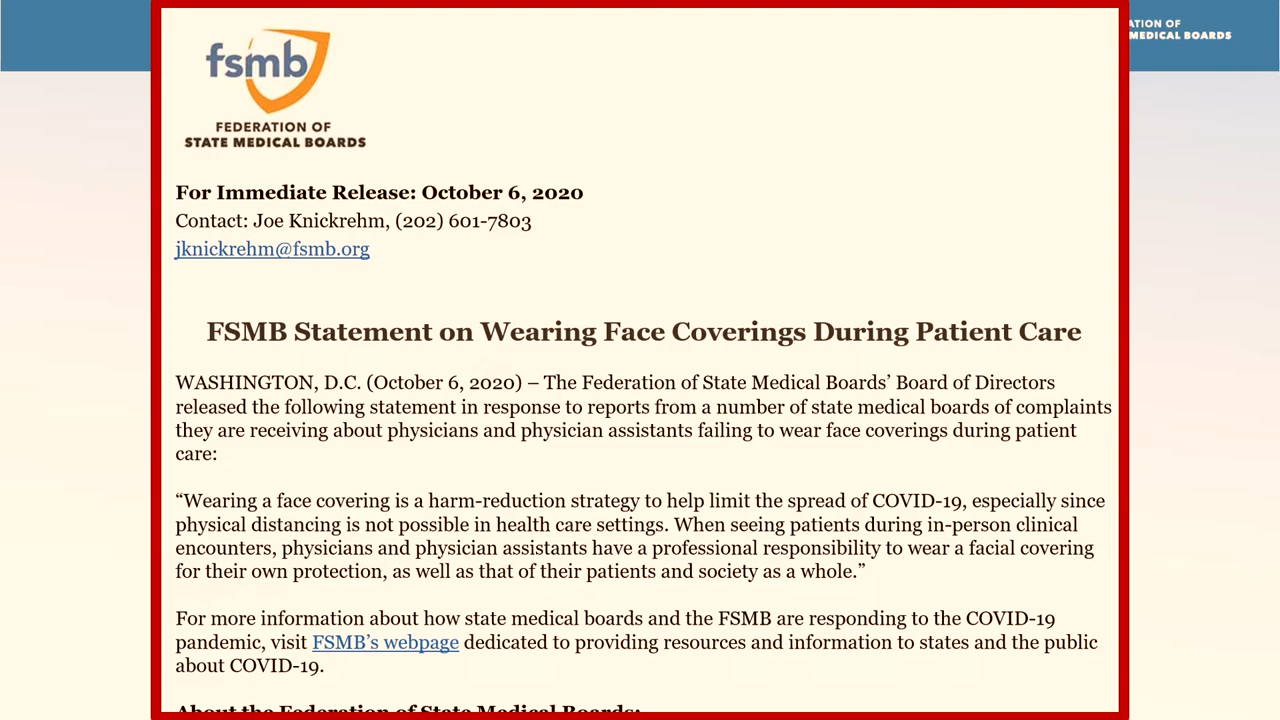 fsmb
FEDERATION OF
STATE MEDICAL BOARDS
ATION OF
MEDICAL BOARDS
For Immediate Release: October 6, 2020
Contact: Joe Knickrehm, (202) 601-7803
jknickrehm@fsmb.org
FSMB Statement on Wearing Face Coverings During Patient Care
WASHINGTON, D.C. (October 6, 2020) – The Federation of State Medical Boards’ Board of Directors
released the following statement in response to reports from a number of state medical boards of complaints
they are receiving about physicians and physician assistants failing to wear face coverings during patient
care:
“Wearing a face covering is a harm-reduction strategy to help limit the spread of COVID-19, especially since
physical distancing is not possible in health care settings. When seeing patients during in-person clinical
encounters, physicians and physician assistants have a professional responsibility to wear a facial covering
for their own protection, as well as that of their patients and society as a whole.”
For more information about how state medical boards and the FSMB are responding to the COVID-19
pandemic, visit FSMB’s webpage dedicated to providing resources and information to states and the public
about COVID-19.
About the Federation of State Medical Boards: